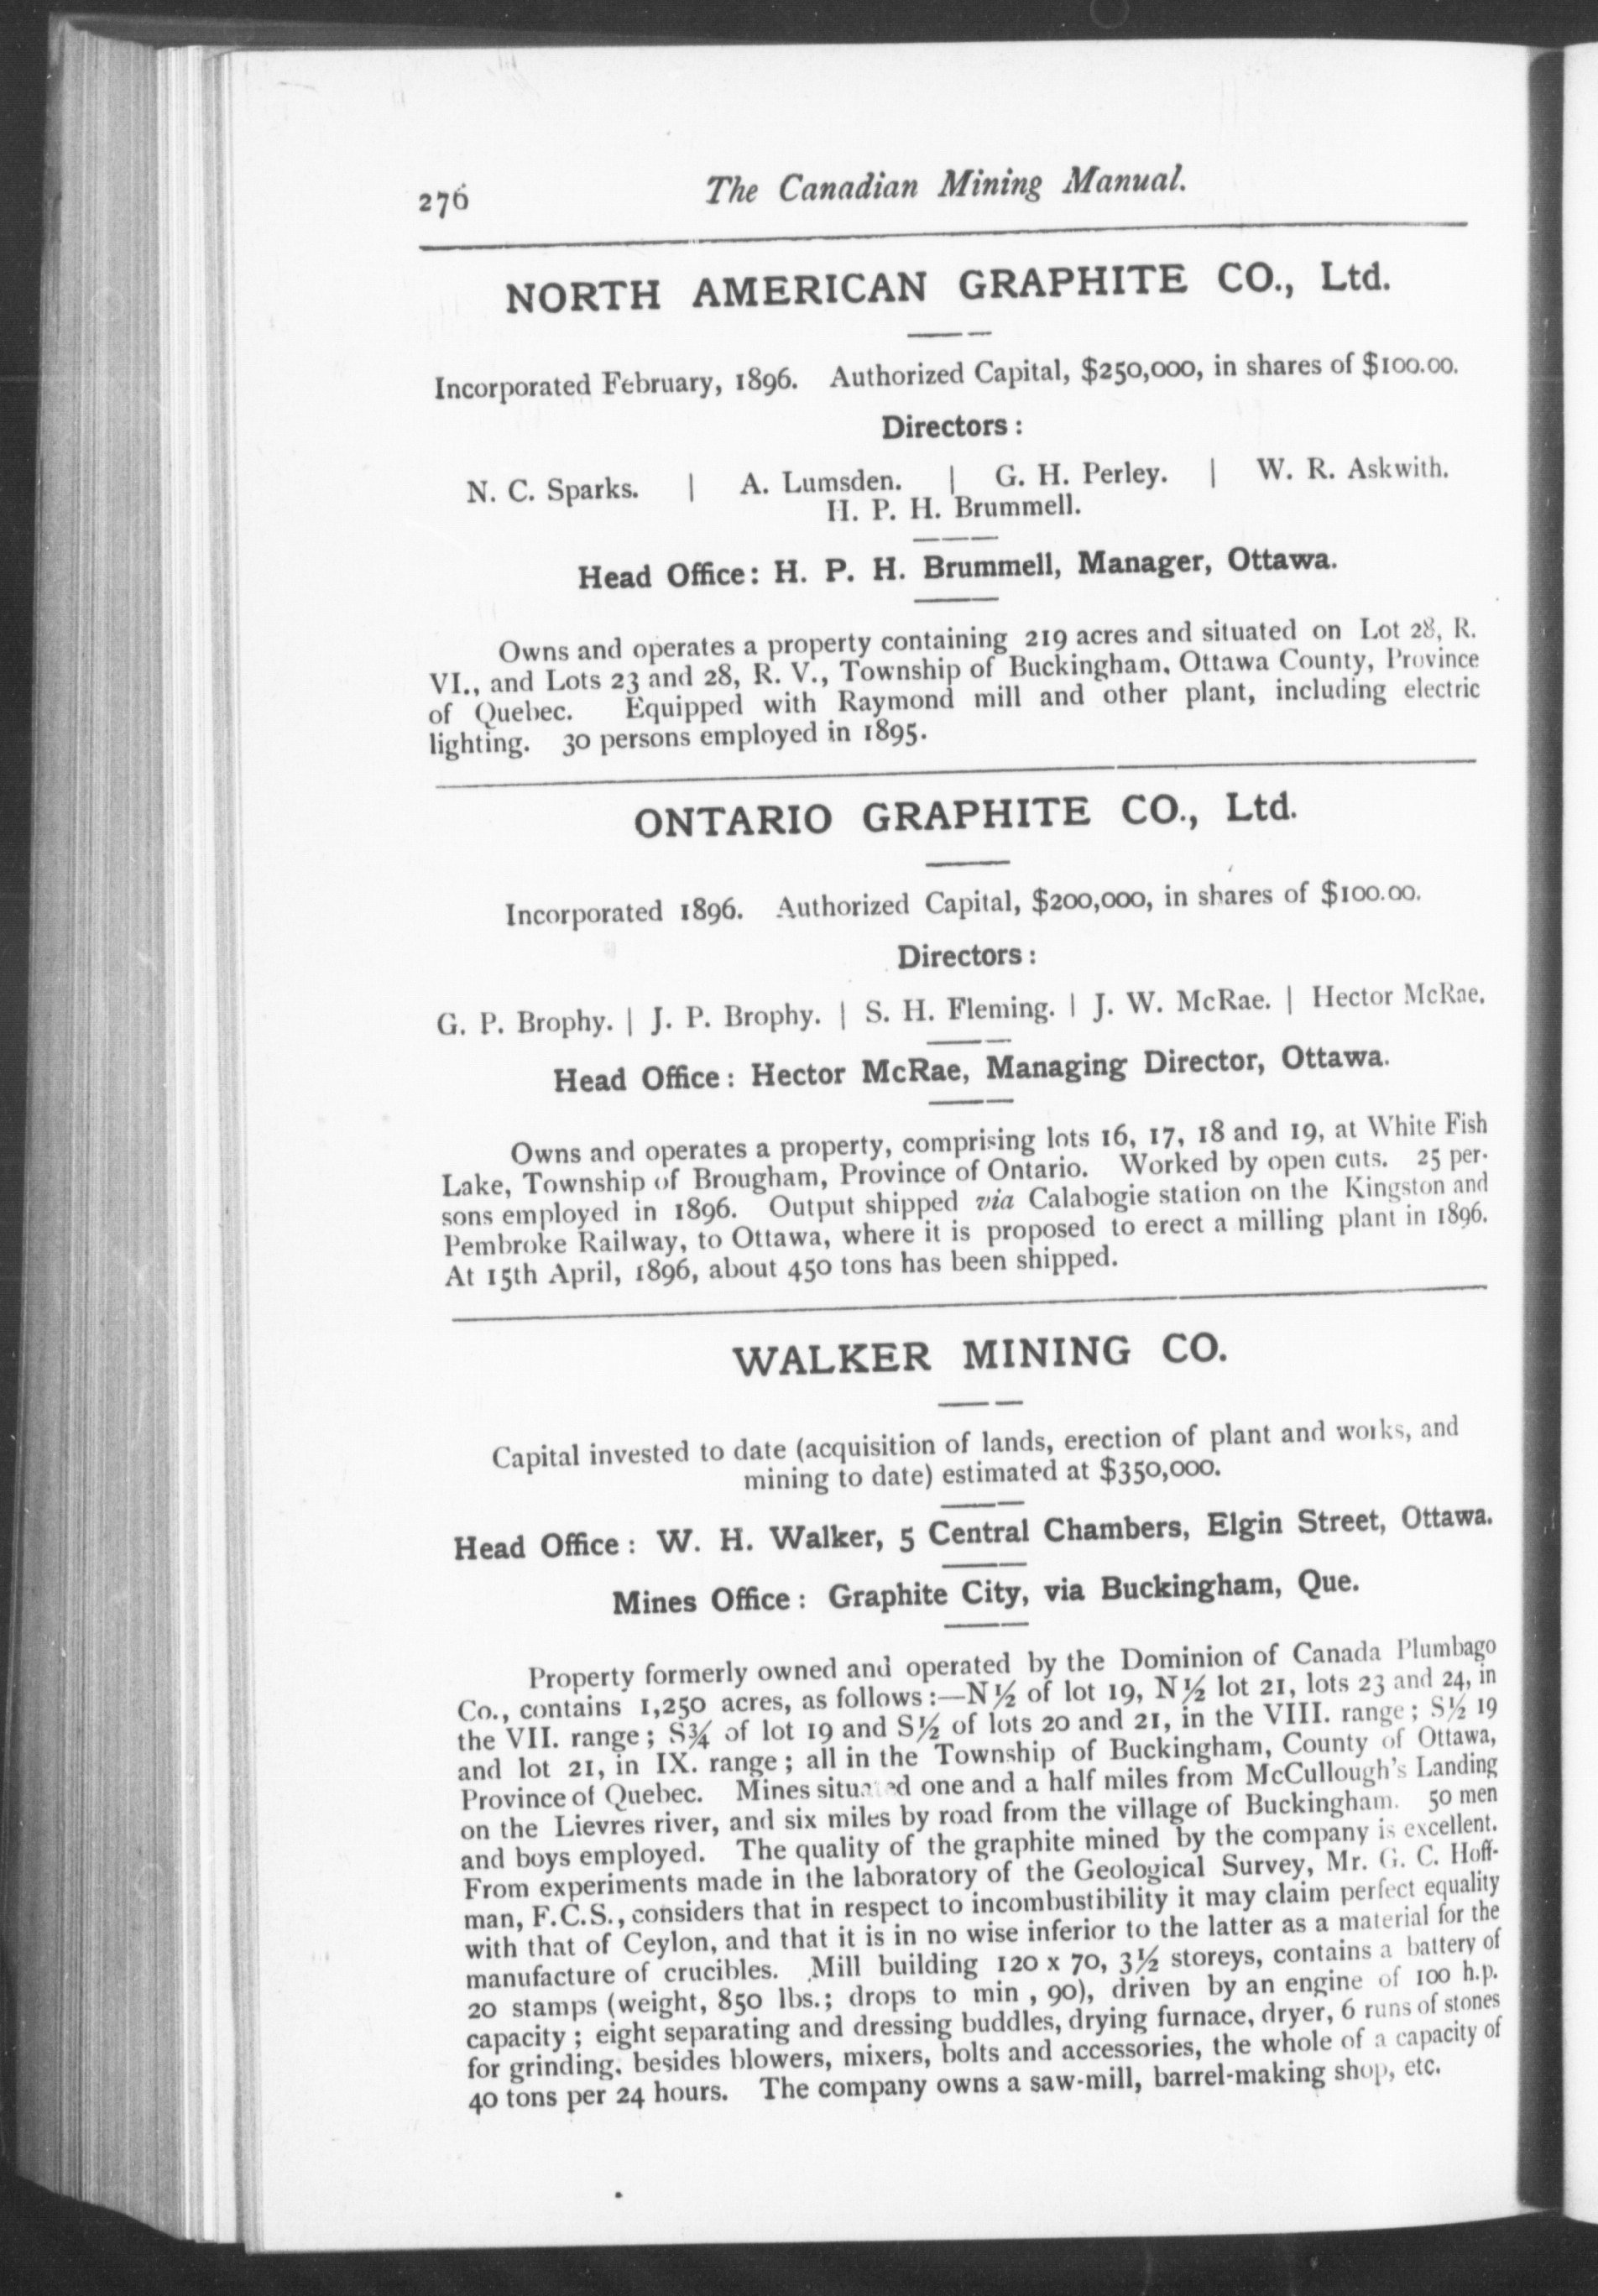 276
The Canadian Mining Manual.
NORTH AMERICAN GRAPHITE CO., Ltd.
Incorporated February, 1896. Authorized Capital, $250,000, in shares of $100.00.
Directors:
N. C. Sparks. | A. Lumsden. | G. H. Perley. | W. R. Askwith.
H. P. H. Brummell.
Head Office: H. P. H. Brummell, Manager, Ottawa.
Owns and operates a property containing 219 acres and situated on Lot 28, R.
VI., and Lots 23 and 28, R. V., Township of Buckingham, Ottawa County, Province
of Quebec. Equipped with Raymond mill and other plant, including electric
lighting. 30 persons employed in 1895.
ONTARIO GRAPHITE CO., Ltd.
Incorporated 1896. Authorized Capital, $200,000, in shares of $100.00.
Directors:
G. P. Brophy. | J. P. Brophy. | S. H. Fleming. | J. W. McRae. | Hector McRae.
Head Office: Hector McRae, Managing Director, Ottawa.
Owns and operates a property, comprising lots 16, 17, 18 and 19, at White Fish
Lake, Township of Brougham, Province of Ontario. Worked by open cuts. 25 per-
sons employed in 1896. Output shipped via Calabogie station on the Kingston and
Pembroke Railway, to Ottawa, where it is proposed to erect a milling plant in 1896.
At 15th April, 1896, about 450 tons has been shipped.
WALKER MINING CO.
Capital invested to date (acquisition of lands, erection of plant and works, and
mining to date) estimated at $350,000.
Head Office: W. H. Walker, 5 Central Chambers, Elgin Street, Ottawa.
Mines Office: Graphite City, via Buckingham, Que.
Property formerly owned and operated by the Dominion of Canada Plumbago
Co., contains 1,250 acres, as follows:—N½ of lot 19, N½ lot 21, lots 23 and 24, in
the VII. range; S¾ of lot 19 and S½ of lots 20 and 21, in the VIII. range; S½ 19
and lot 21, in IX. range; all in the Township of Buckingham, County of Ottawa,
Province of Quebec. Mines situated one and a half miles from McCullough's Landing
on the Lievres river, and six miles by road from the village of Buckingham. 50 men
and boys employed. The quality of the graphite mined by the company is excellent.
From experiments made in the laboratory of the Geological Survey, Mr. G. C. Hoff-
man, F.C.S., considers that in respect to incombustibility it may claim perfect equality
with that of Ceylon, and that it is in no wise inferior to the latter as a material for the
manufacture of crucibles. Mill building 120 x 70, 3½ storeys, contains a battery of
20 stamps (weight, 850 lbs.; drops to min , 90), driven by an engine of 100 h.p.
capacity; eight separating and dressing buddles, drying furnace, dryer, 6 runs of stones
for grinding, besides blowers, mixers, bolts and accessories, the whole of a capacity of
40 tons per 24 hours. The company owns a saw-mill, barrel-making shop, etc.